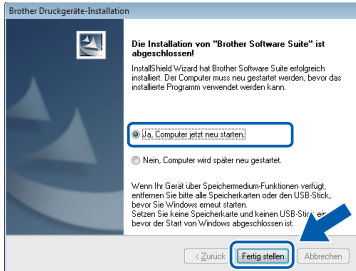 Brother Druckgeräte-Installation
Die Installation von "Brother Software Suite" ist
abgeschlossen!
InstallShield Wizard hat Brother Software Suite erfolgreich
installiert. Der Computer muss neu gestartet werden, bevor das
installierte Programm verwendet werden kann.
Ja, Computer jetzt neu starten.
Nein, Computer wird später neu gestartet.
Wenn Ihr Gerät über Speichermedium-Funktionen verfügt,
entfernen Sie bitte alle Speicherkarten oder den USB-Stick,
bevor Sie Windows erneut starten.
Setzen Sie keine Speicherkarte und keinen USB-Stick
bevor der Start von Windows abgeschlossen ist.
< Zurück
Fertig stellen
Abbrechen